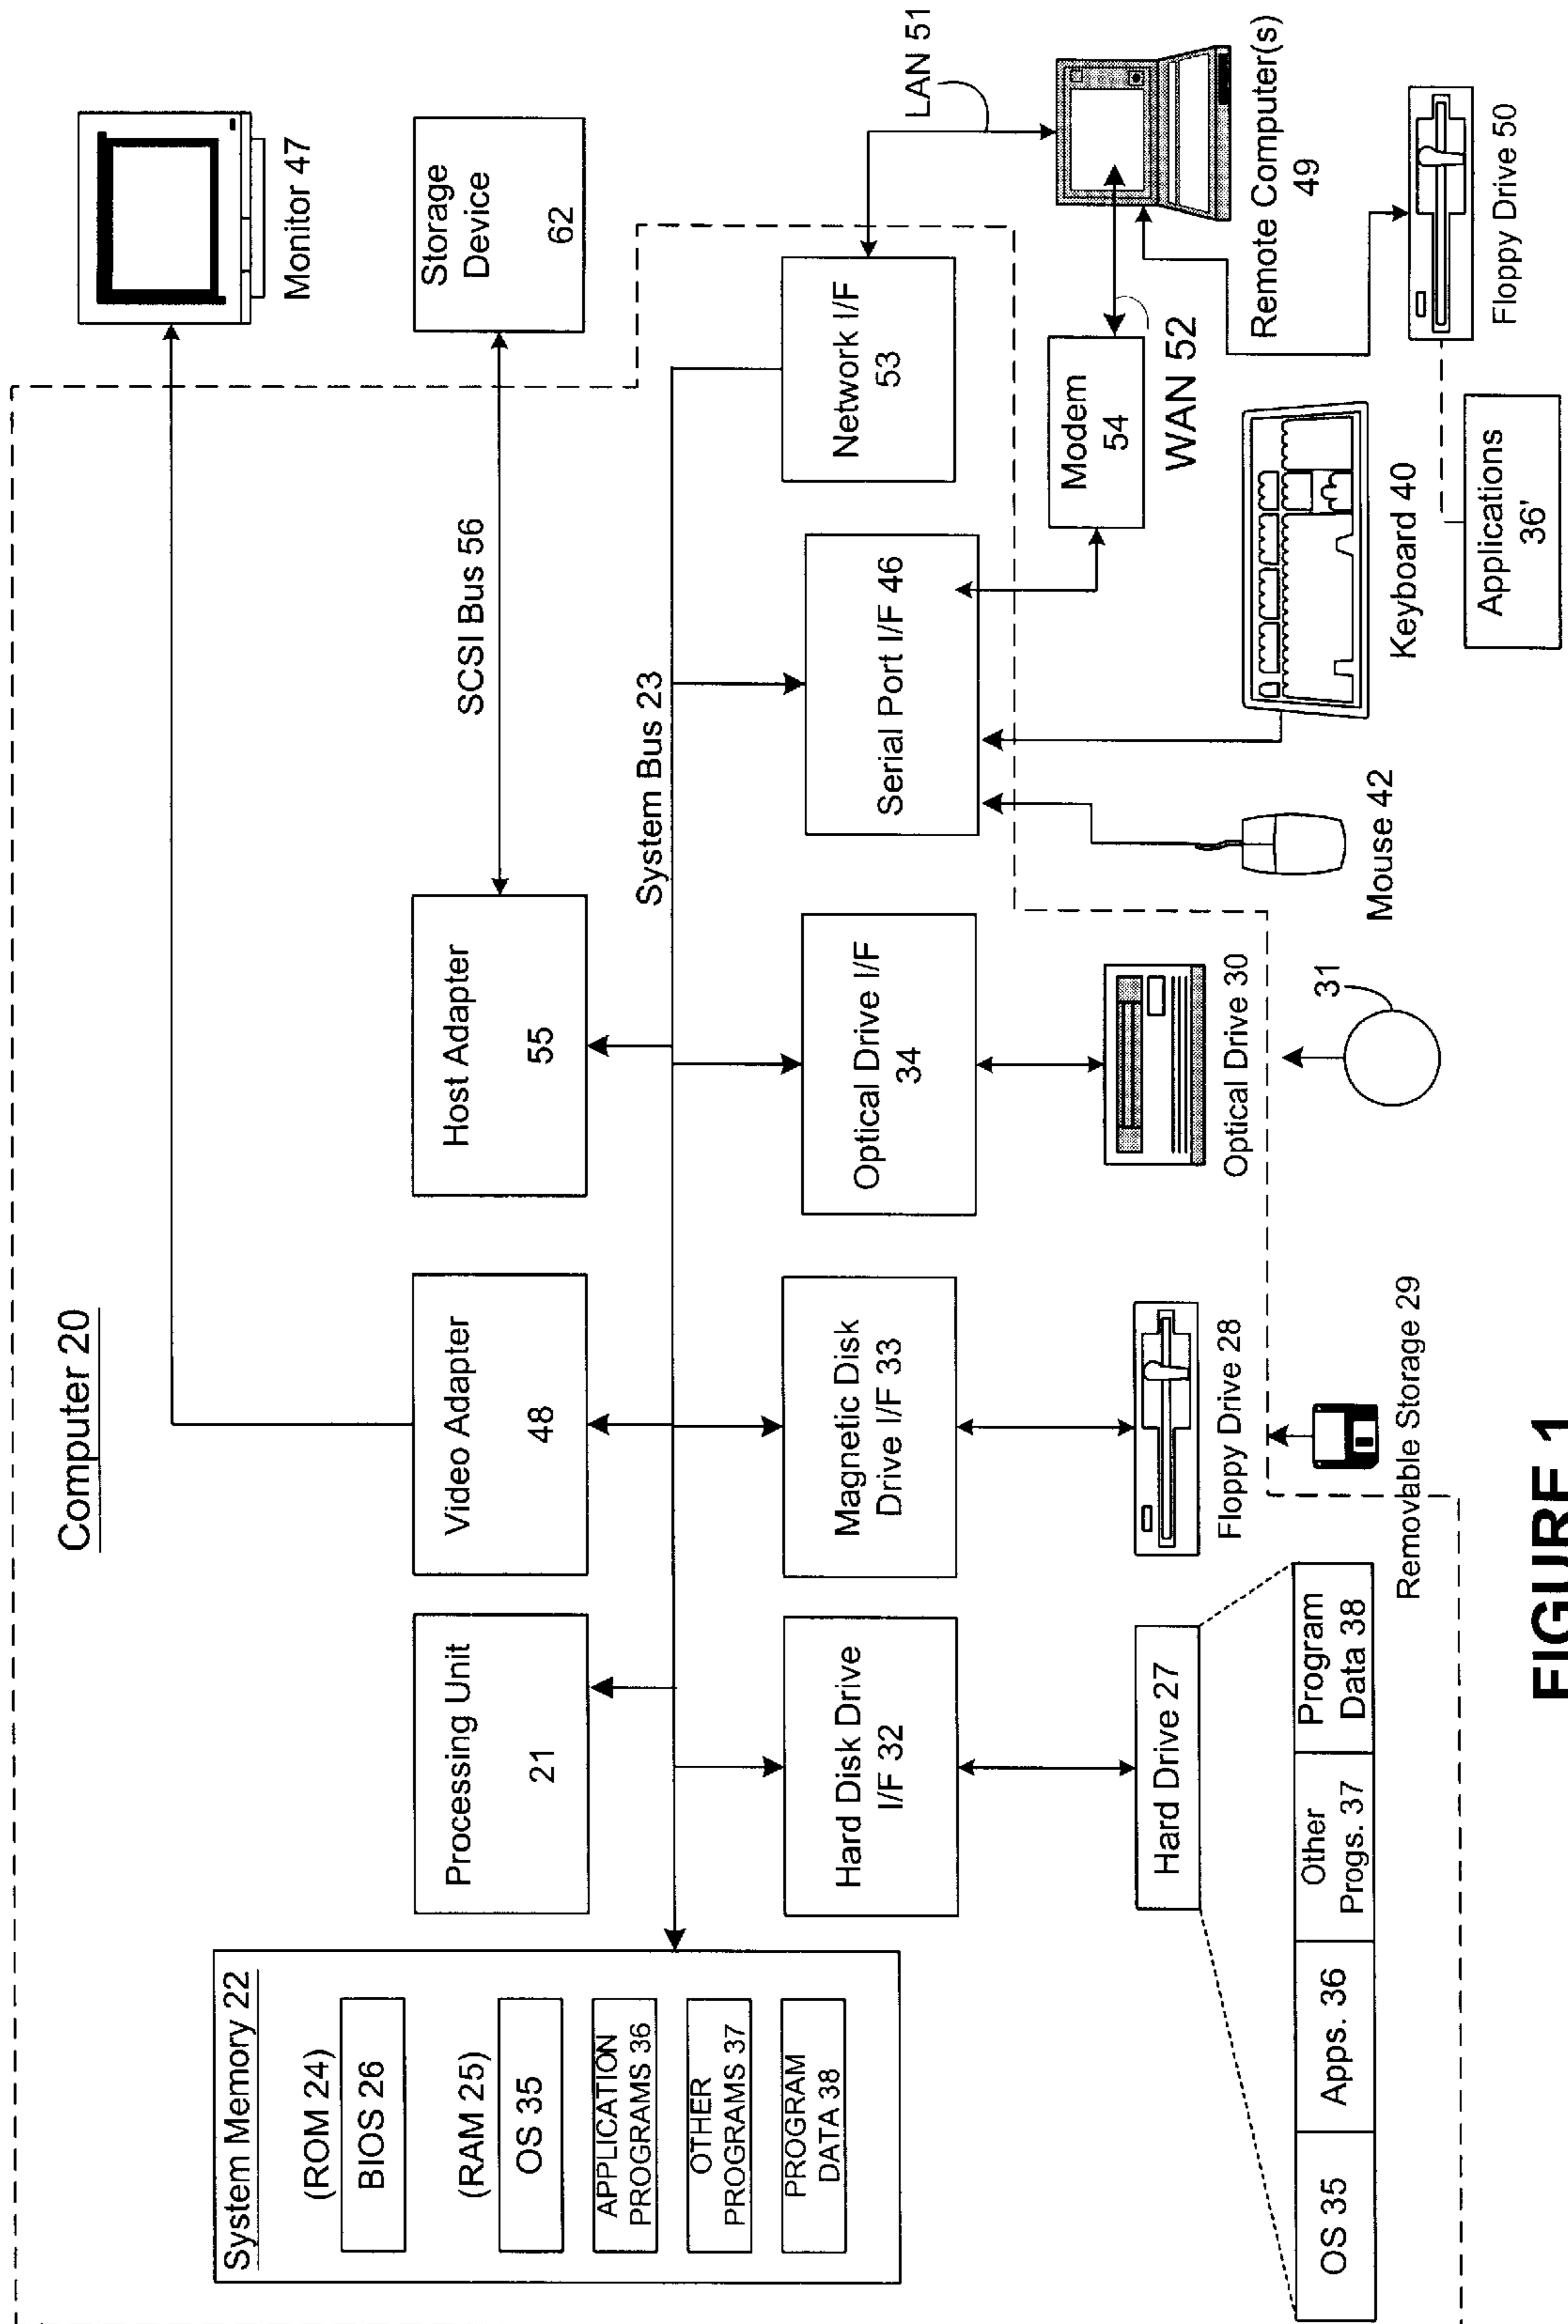 Computer 20
System Memory 22
(ROM 24)
BIOS 26
(RAM 25)
OS 35
APPLICATION
PROGRAMS 36
OTHER
PROGRAMS 37
PROGRAM
DATA 38
Processing Unit
21
Video Adapter
48
Host Adapter
55
SCSI Bus 56
Storage
Device
62
Monitor 47
System Bus 23
Hard Disk Drive
I/F 32
Magnetic Disk
Drive I/F 33
Optical Drive I/F
34
Serial Port I/F 46
Network I/F
53
LAN 51
Modem
54
WAN 52
Remote Computer(s)
49
Hard Drive 27
Floppy Drive 28
Optical Drive 30
Mouse 42
Keyboard 40
Floppy Drive 50
OS 35
Apps. 36
Other
Progs. 37
Program
Data 38
Removable Storage 29
31
Applications
36'
FIGURE 1